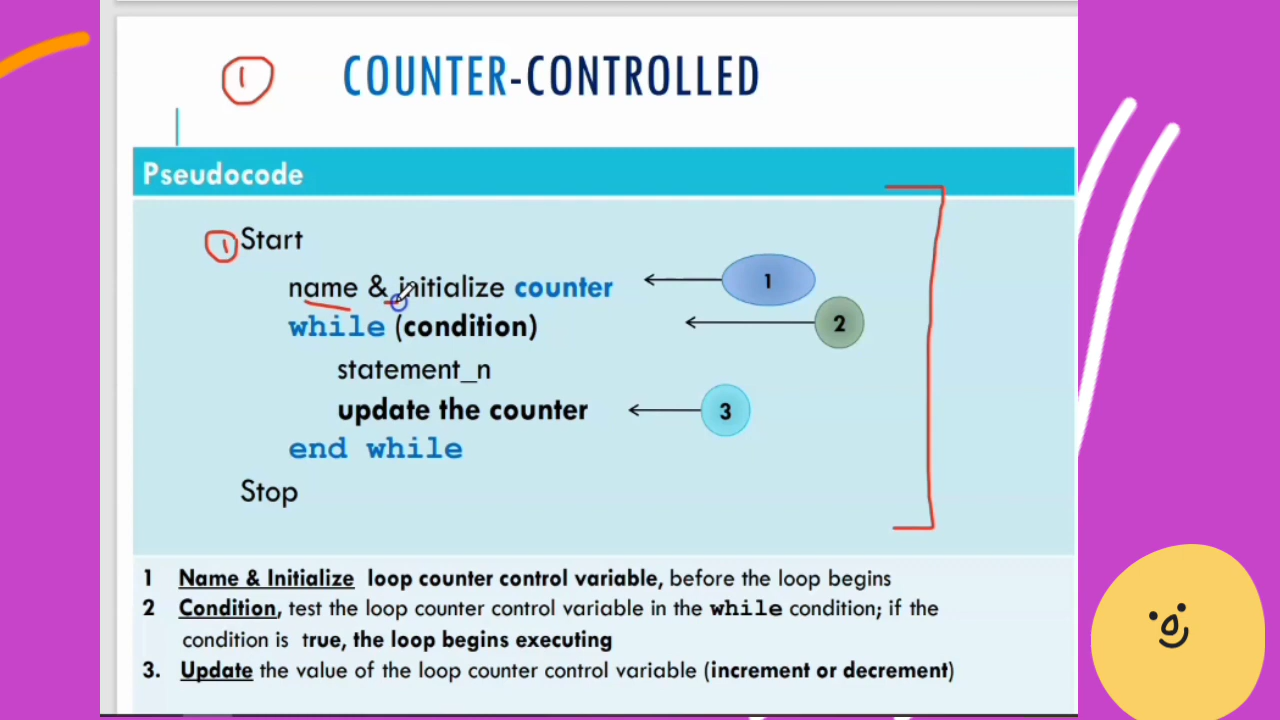 1 COUNTER-CONTROLLED
Pseudocode
1 Start
name & initialize counter 1
while (condition) 2
statement_n
update the counter 3
end while
Stop
1 Name & Initialize loop counter control variable, before the loop begins
2 Condition, test the loop counter control variable in the while condition; if the
condition is true, the loop begins executing
3. Update the value of the loop counter control variable (increment or decrement)